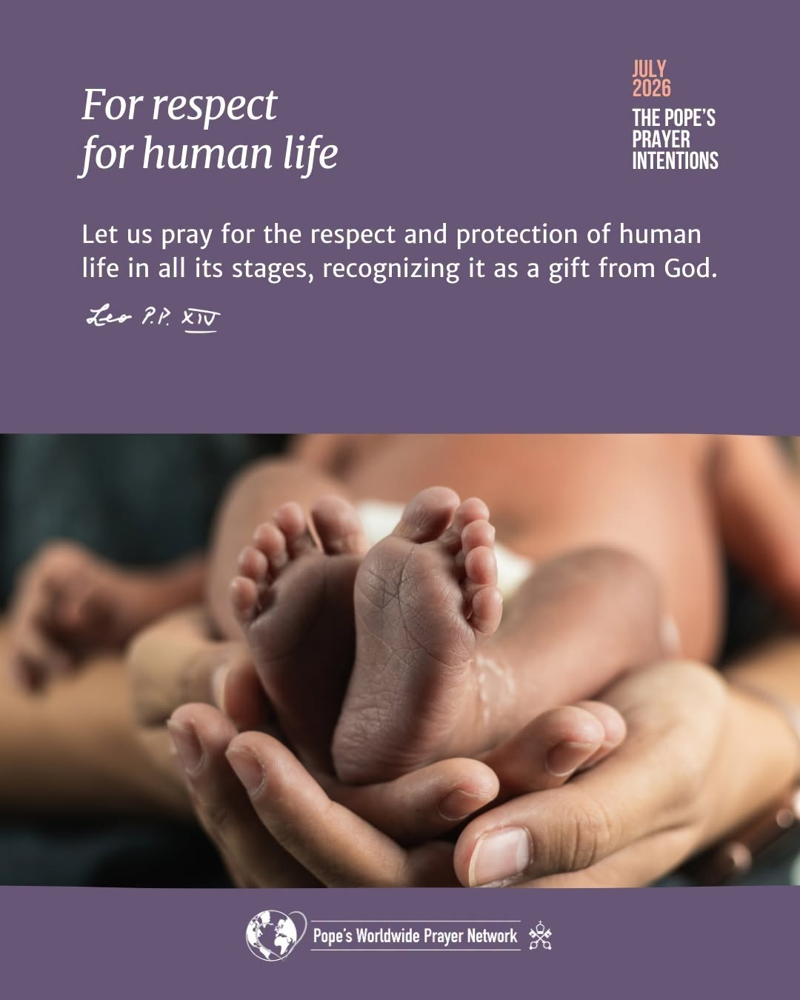 For respect
for human life
JULY
2026
THE POPE'S
PRAYER
INTENTIONS
Let us pray for the respect and protection of human
life in all its stages, recognizing it as a gift from God.
Leo P.P. XIV
Pope's Worldwide Prayer Network